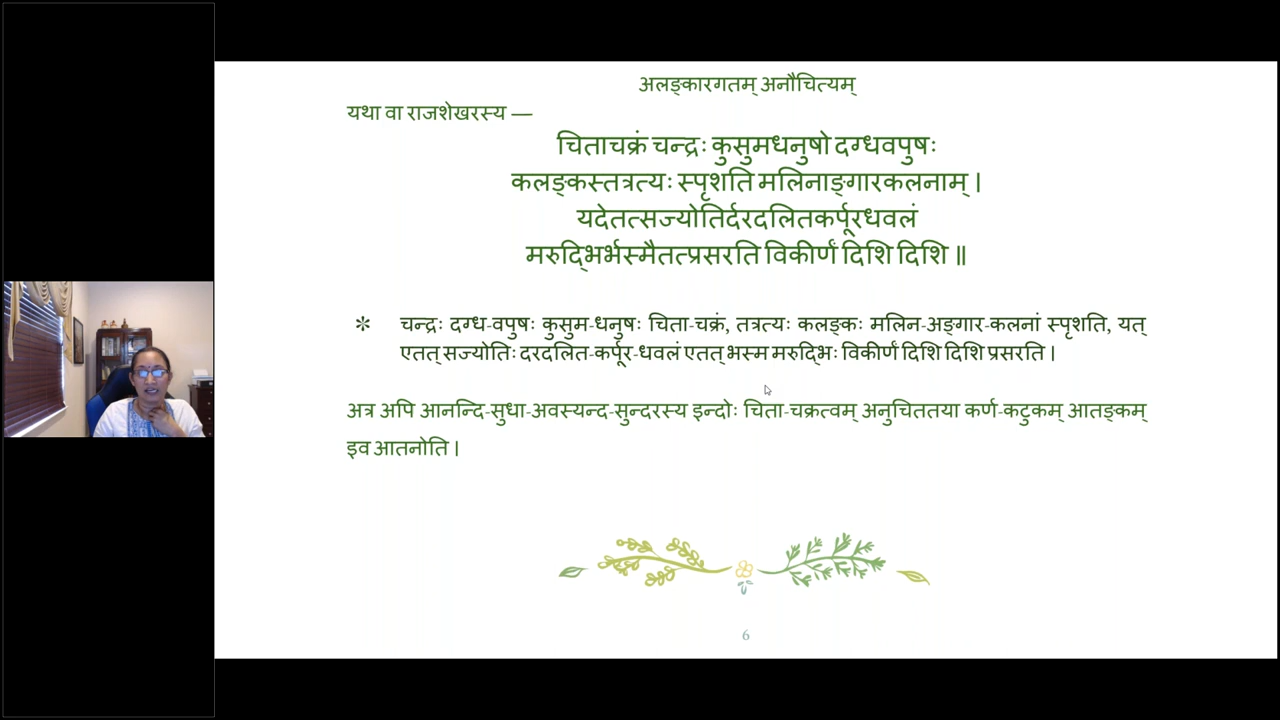 अलङ्कारगतम् अनौचित्यम्
यथा वा राजशेखरस्य —
चिताचक्रं चन्द्रः कुसुमधनुषो दग्धवपुषः
कलङ्कस्तत्रत्यः स्पृशति मलिनाङ्गारकलनाम् ।
यदेतत्सज्योतिर्दरदलितकर्पूरधवलं
मरुद्भिर्भस्मैतत्प्रसरति विकीर्णं दिशि दिशि ॥
* चन्द्रः दग्ध-वपुषः कुसुम-धनुषः चिता-चक्रं, तत्रत्यः कलङ्कः मलिन-अङ्गार-कलनां स्पृशति, यत्
एतत् सज्योतिः दरदलित-कर्पूर-धवलं एतत् भस्म मरुद्भिः विकीर्णं दिशि दिशि प्रसरति ।
अत्र अपि आनन्दि-सुधा-अवस्यन्द-सुन्दरस्य इन्दोः चिता-चक्रत्वम् अनुचिततया कर्ण-कटुकम् आतङ्कम्
इव आतनोति ।
6